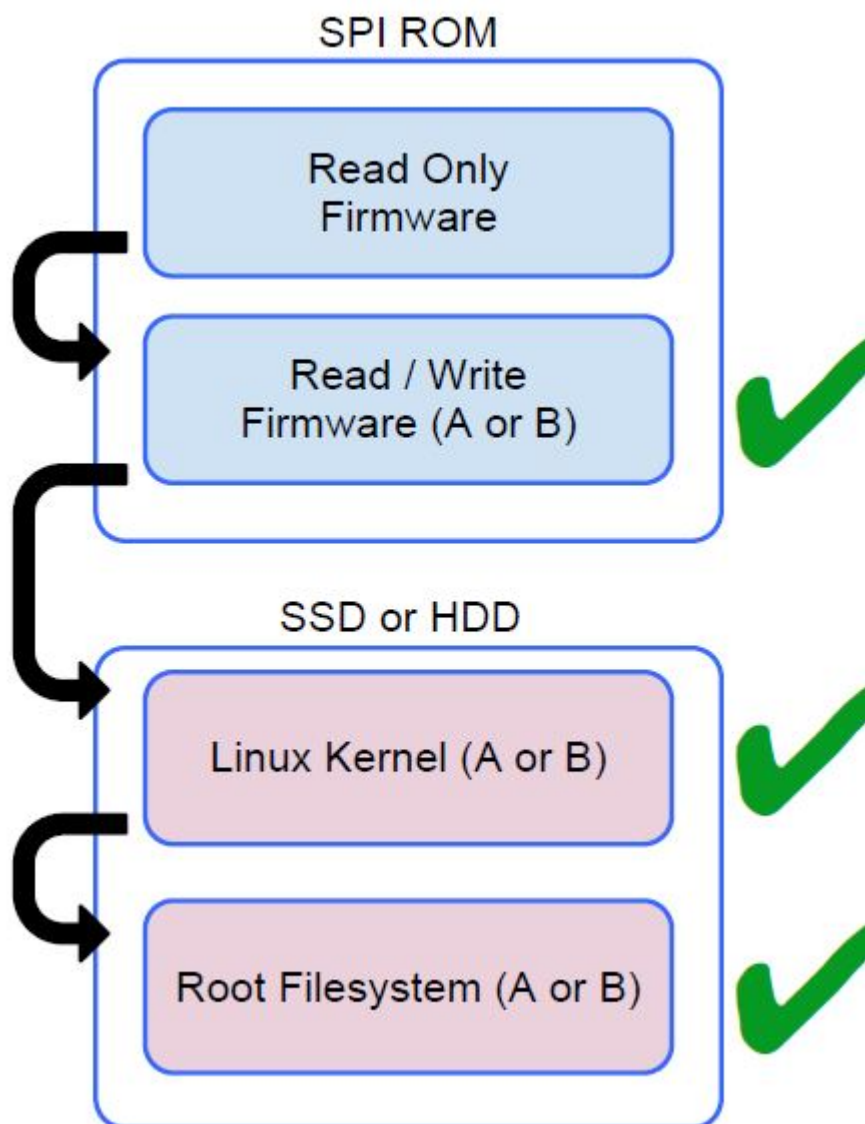 SPI ROM
Read Only
Firmware
Read / Write
Firmware (A or B)
SSD or HDD
Linux Kernel (A or B)
Root Filesystem (A or B)